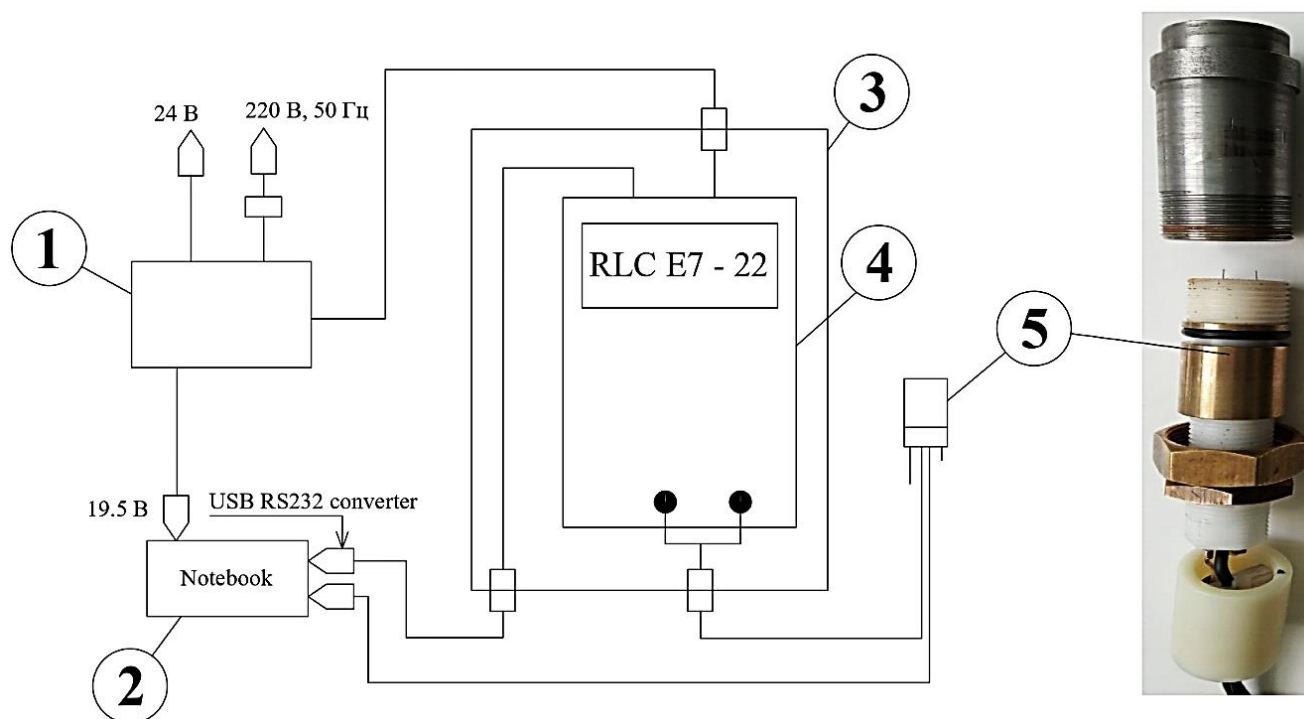 3
24 В
220 В, 50 Гц
1
RLC E7 - 22
4
5
19.5 В
USB RS232 converter
Notebook
2